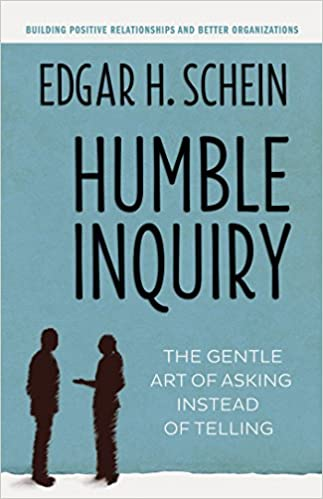 BUILDING POSITIVE RELATIONSHIPS AND BETTER ORGANIZATIONS
EDGAR H. SCHEIN
HUMBLE
INQUIRY
THE GENTLE
ART OF ASKING
INSTEAD
OF TELLING